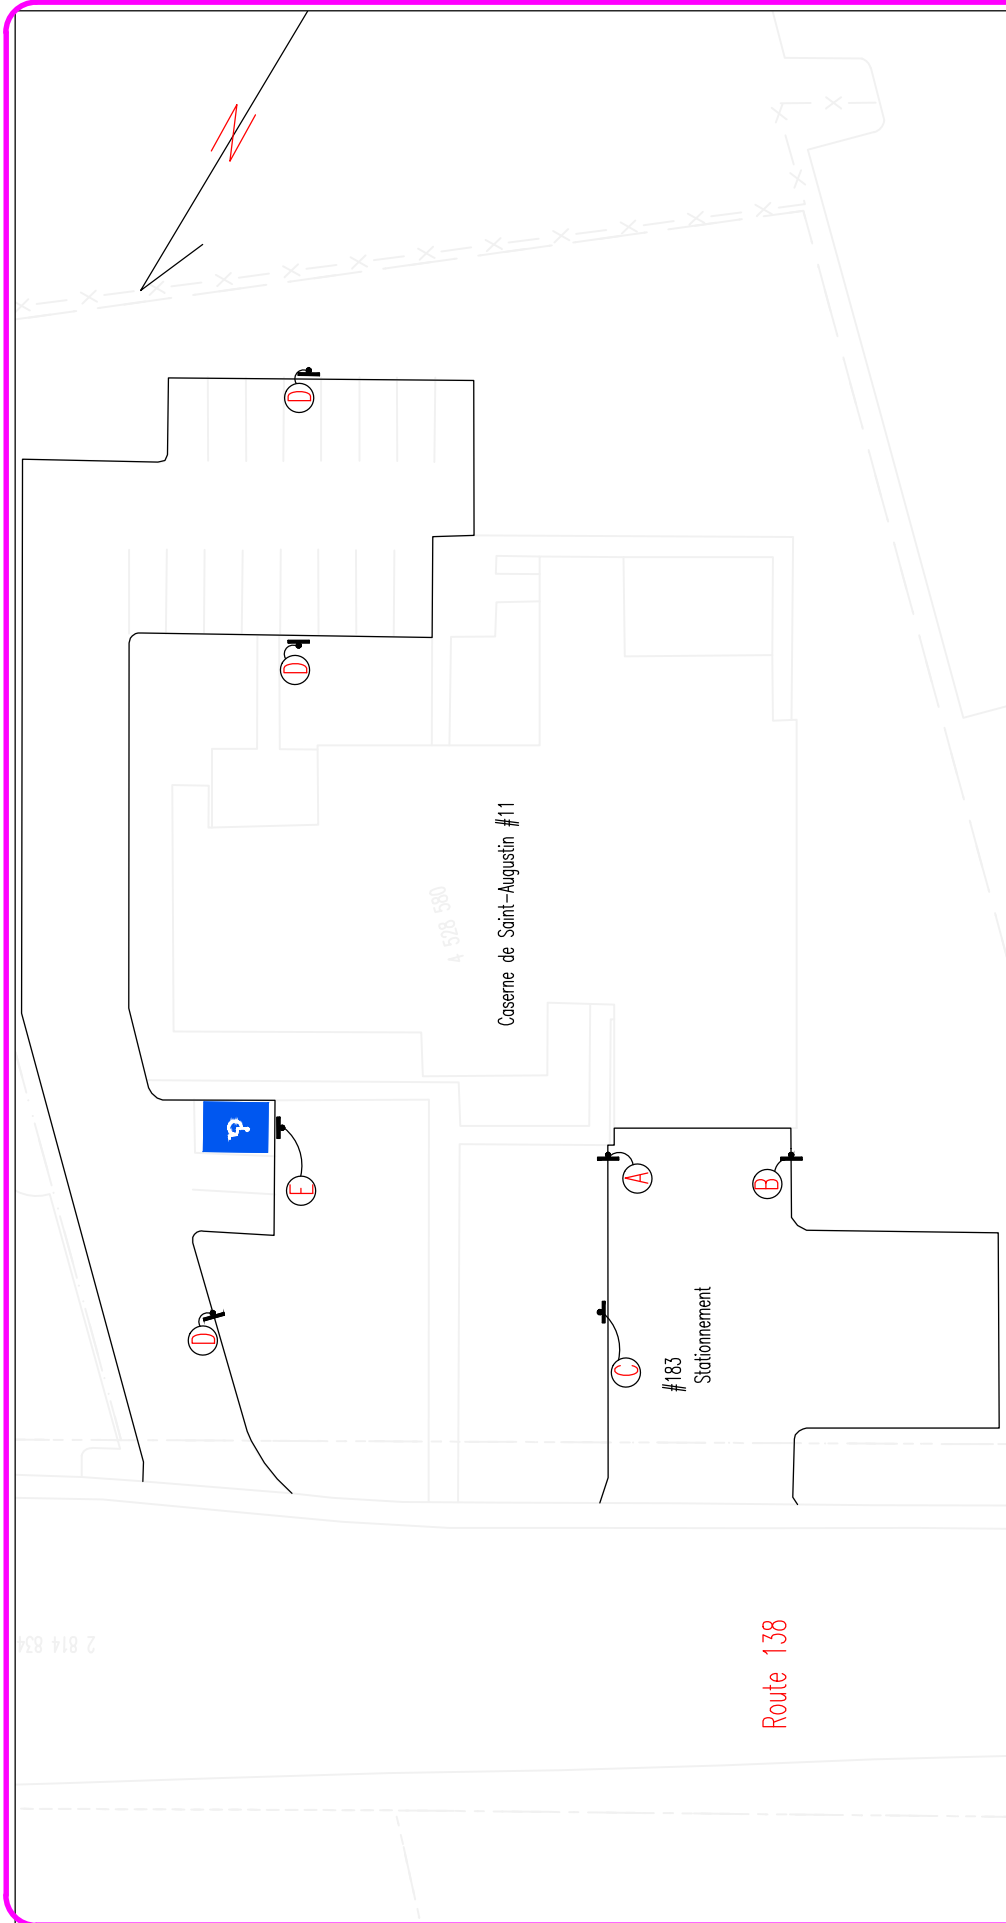 N
D
D
Caserne de Saint-Augustin #11
4 528 580
E
A
B
D
C
#183
Stationnement
2 814 834
Route 138